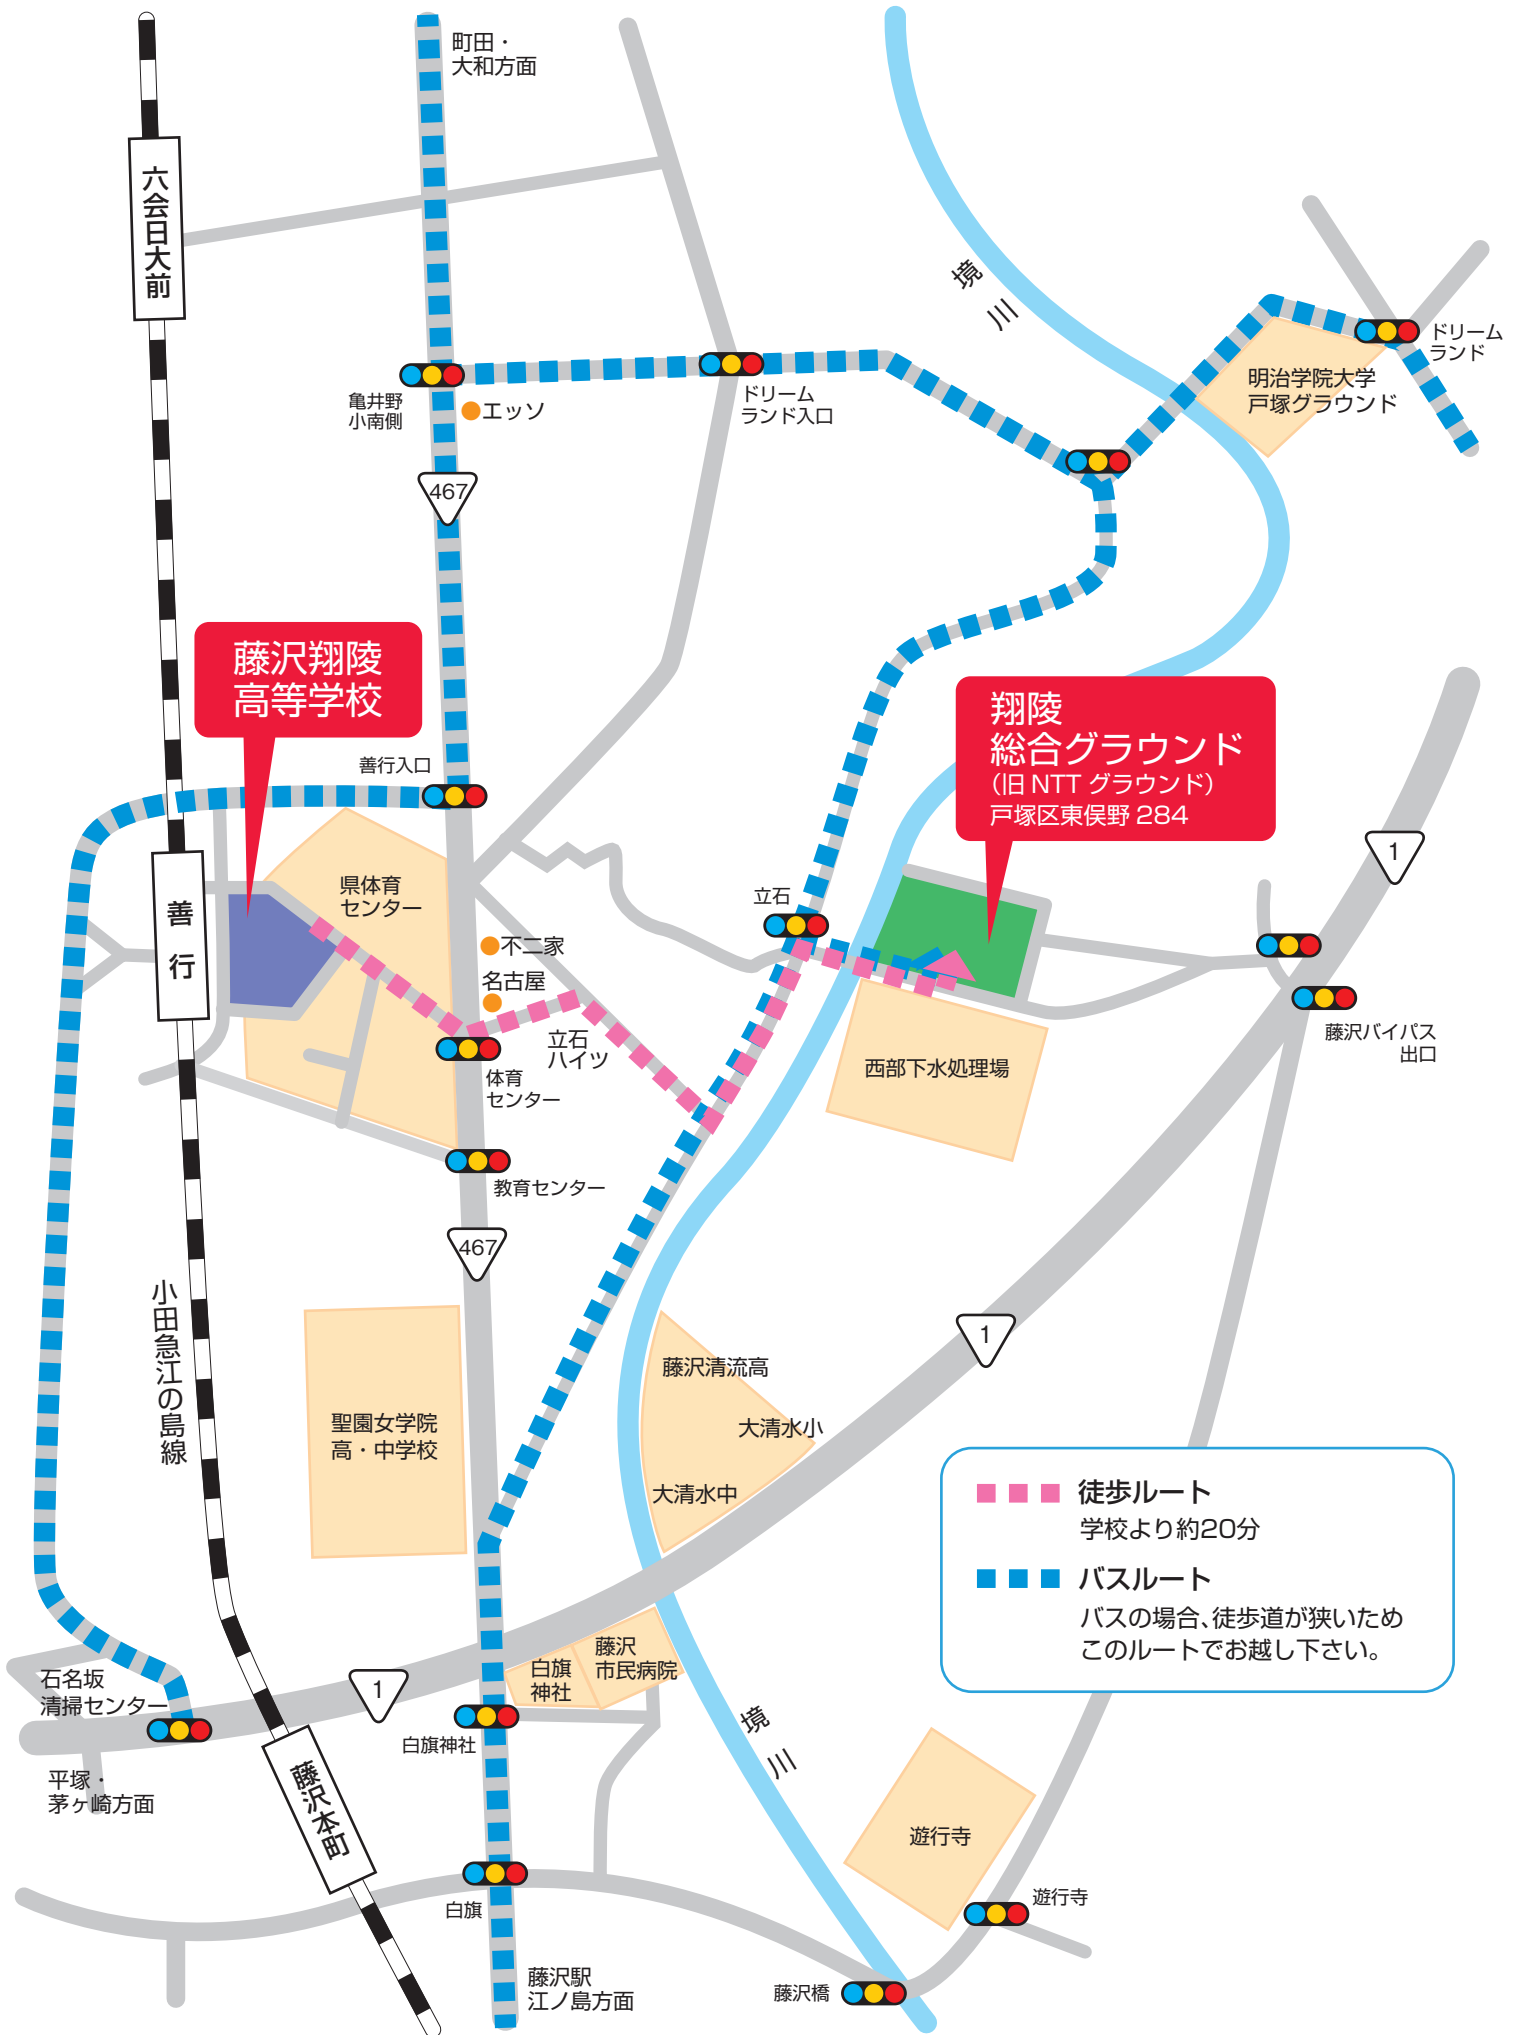 町田・
大和方面
六会日大前
境
川
ドリーム
ランド
明治学院大学
戸塚グラウンド
亀井野
小南側
エッソ
ドリーム
ランド入口
467
藤沢翔陵
高等学校
翔陵
総合グラウンド
(旧 NTT グラウンド)
戸塚区東俣野 284
善行入口
1
県体育
センター
善行
立石
不二家
名古屋
藤沢バイパス
出口
立石
ハイツ
西部下水処理場
体育
センター
教育センター
467
小田急江の島線
1
藤沢清流高
聖園女学院
高・中学校
大清水小
大清水中
徒歩ルート
学校より約20分
バスルート
バスの場合、徒歩道が狭いため
このルートでお越し下さい。
藤沢
市民病院
白旗
神社
石名坂
清掃センター
1
白旗神社
境
川
平塚・
茅ヶ崎方面
藤沢本町
遊行寺
白旗
遊行寺
藤沢駅
江ノ島方面
藤沢橋